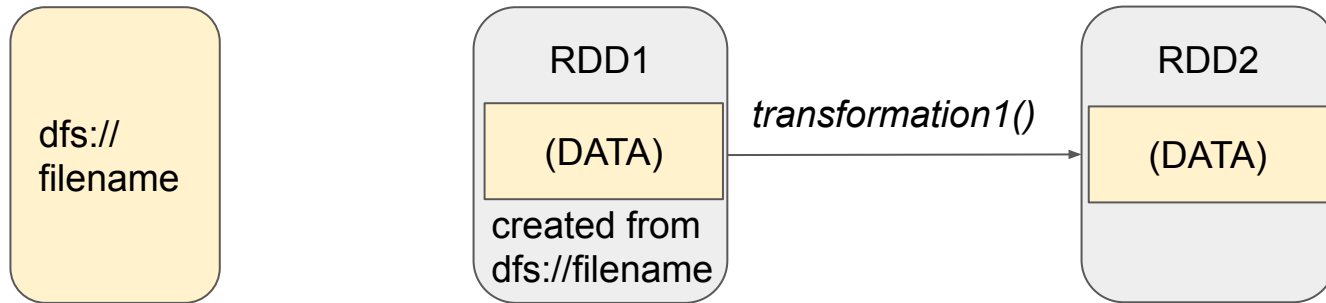 dfs://
filename
RDD1
(DATA)
created from
dfs://filename
transformation1()
RDD2
(DATA)